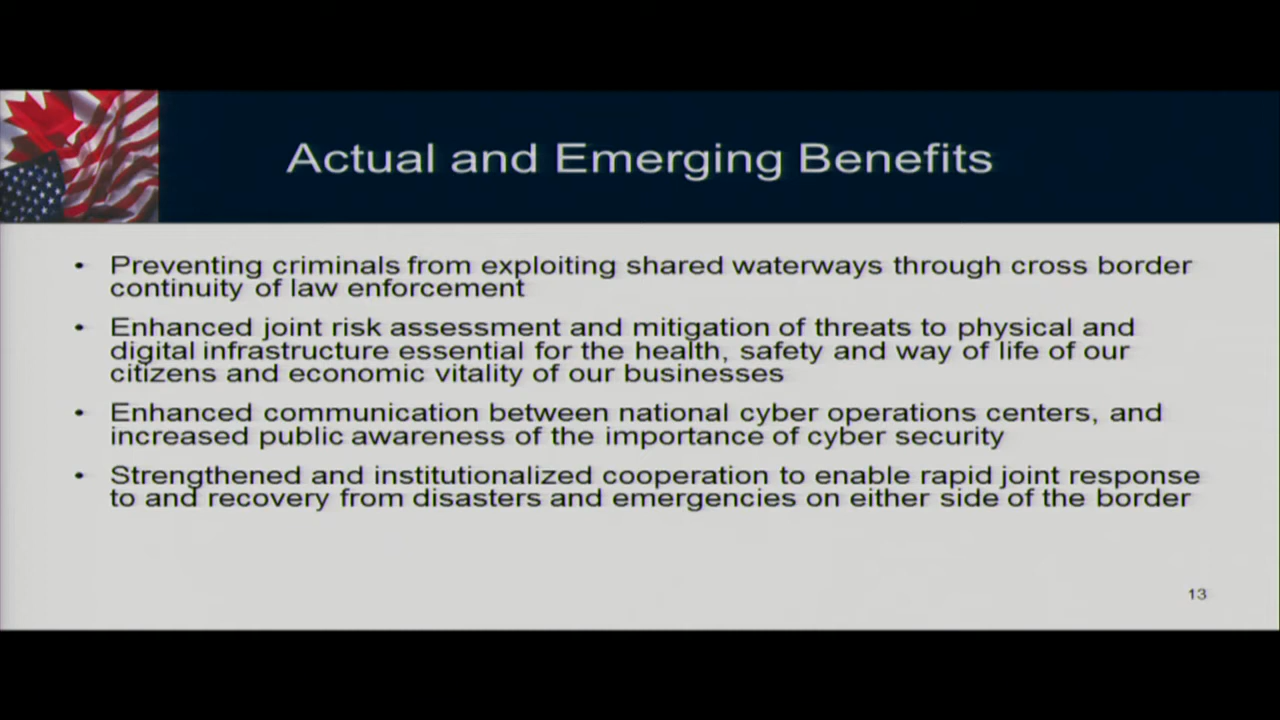 Actual and Emerging Benefits
• Preventing criminals from exploiting shared waterways through cross border
continuity of law enforcement
• Enhanced joint risk assessment and mitigation of threats to physical and
digital infrastructure essential for the health, safety and way of life of our
citizens and economic vitality of our businesses
• Enhanced communication between national cyber operations centers, and
increased public awareness of the importance of cyber security
• Strengthened and institutionalized cooperation to enable rapid joint response
to and recovery from disasters and emergencies on either side of the border
13